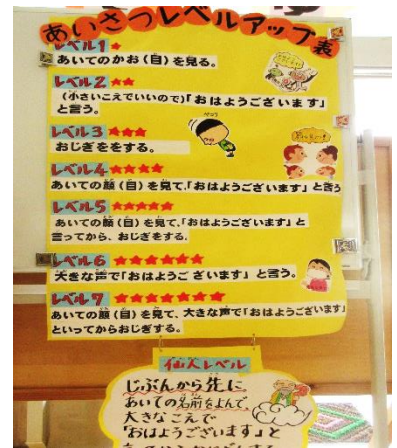 あいさつレベルアップ表
レベル1 ★
あいてのかお(目)を見る。
レベル2 ★★
(小さいこえでいいので)「おはようございます」
と言う。
レベル3 ★★★
おじぎををする。
レベル4 ★★★★
あいての顔(目)を見て、「おはようございます」と言う
レベル5 ★★★★★
あいての顔(目)を見て、「おはようございます」と
言ってから、おじぎをする。
レベル6 ★★★★★★
大きな声で「おはようございます」と言う。
レベル7 ★★★★★★★
あいての顔(目)を見て、大きな声で「おはようございます」
といってからおじぎする。
仙人レベル
じぶんから先に
あいての名前をよんで、
大きなこえで
「おはようございます」と